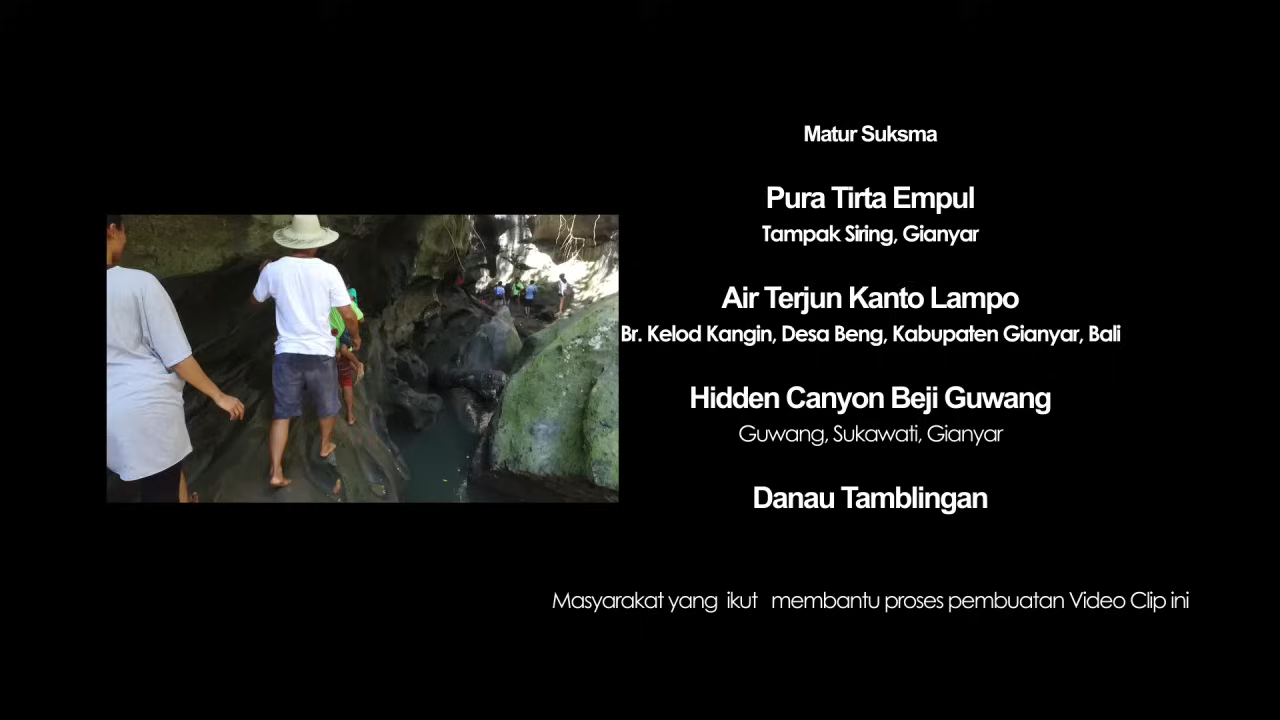 Matur Suksma
Pura Tirta Empul
Tampak Siring, Gianyar
Air Terjun Kanto Lampo
Br. Kelod Kangin, Desa Beng, Kabupaten Gianyar, Bali
Hidden Canyon Beji Guwang
Guwang, Sukawati, Gianyar
Danau Tamblingan
Masyarakat yang ikut membantu proses pembuatan Video Clip ini